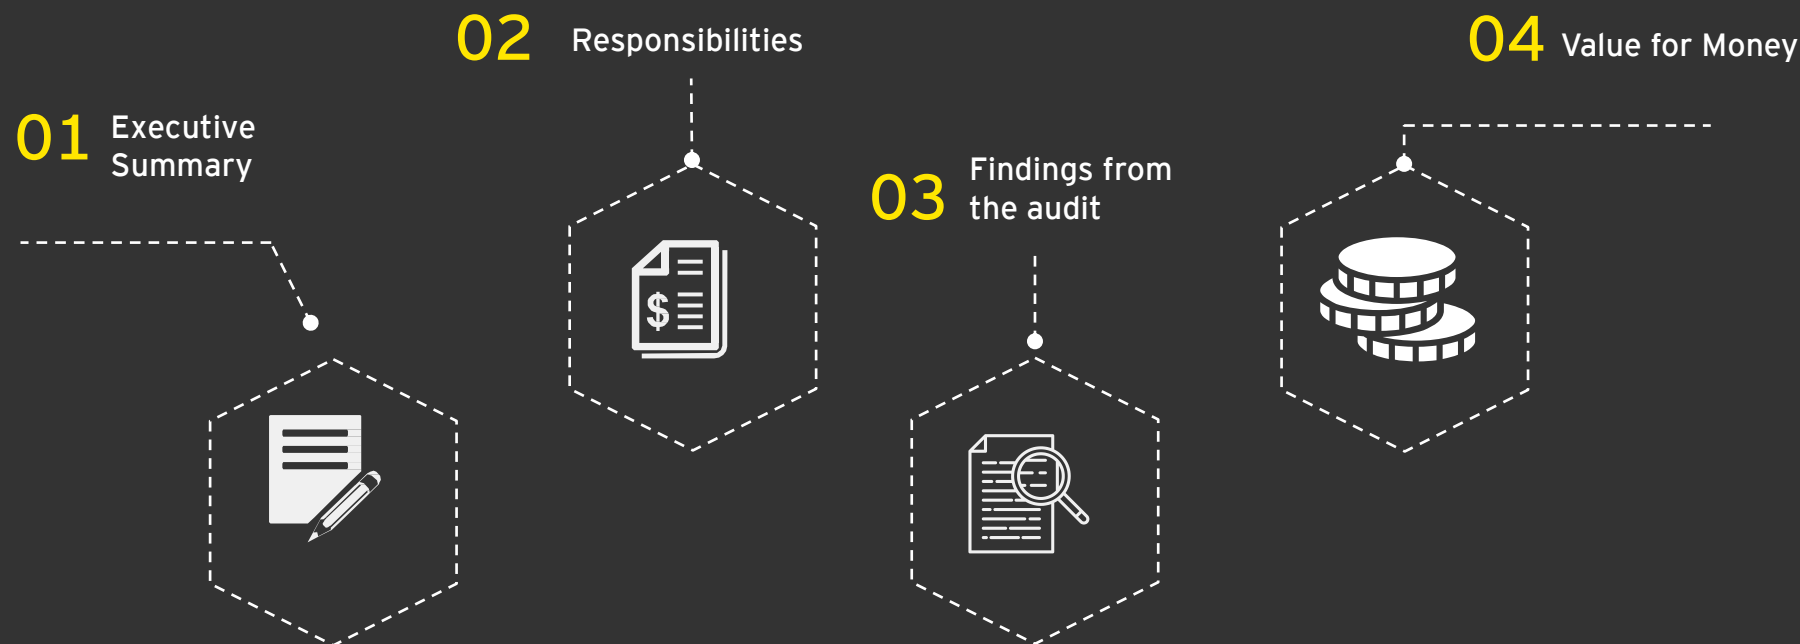 01 Executive
Summary
02 Responsibilities
03 Findings from
the audit
04 Value for Money
$